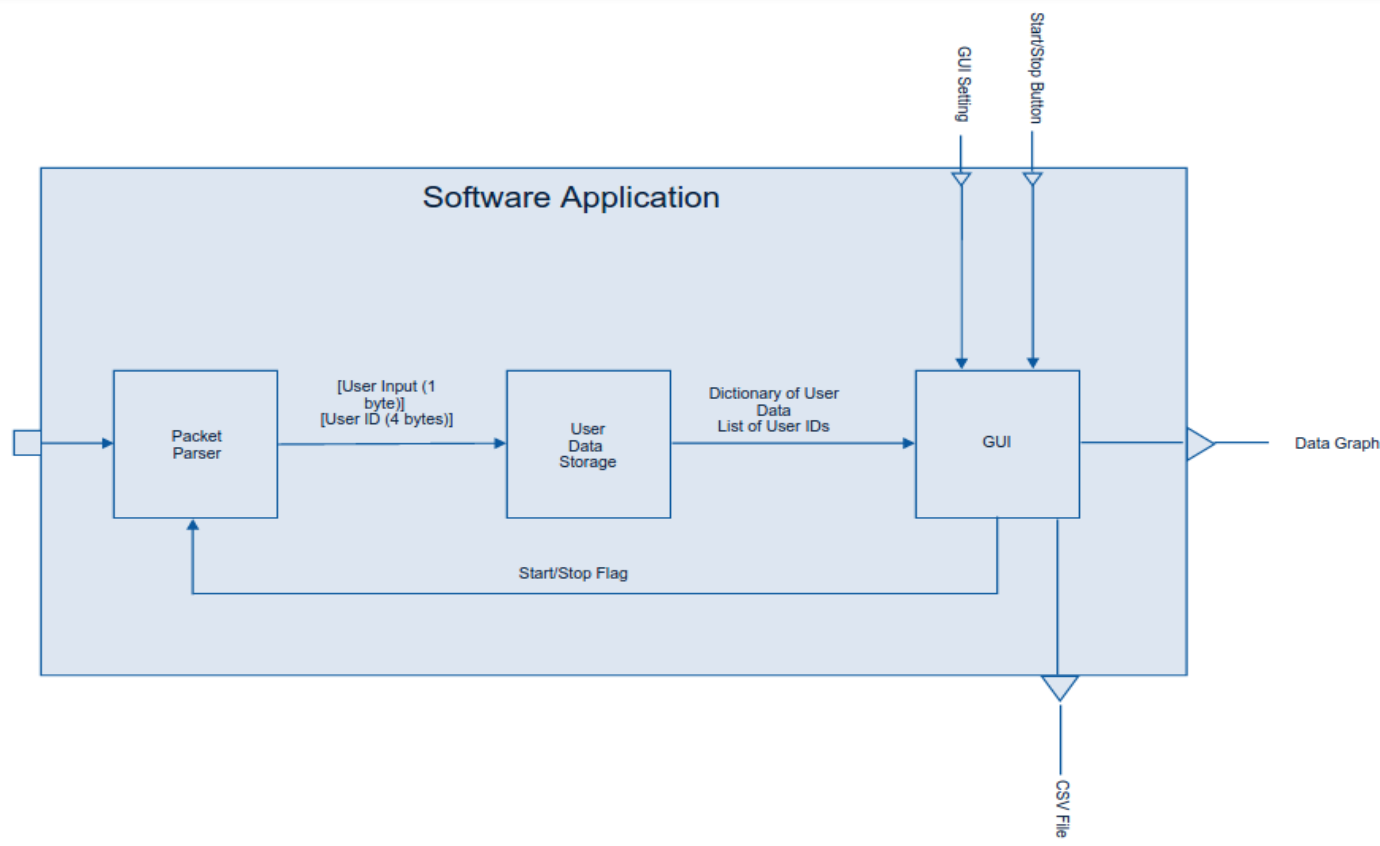 GUI Setting
Start/Stop Button
Software Application
[User Input (1
byte)]
[User ID (4 bytes)]
Dictionary of User
Data
List of User IDs
Packet
Parser
User
Data
Storage
GUI
Data Graph
Start/Stop Flag
CSV File